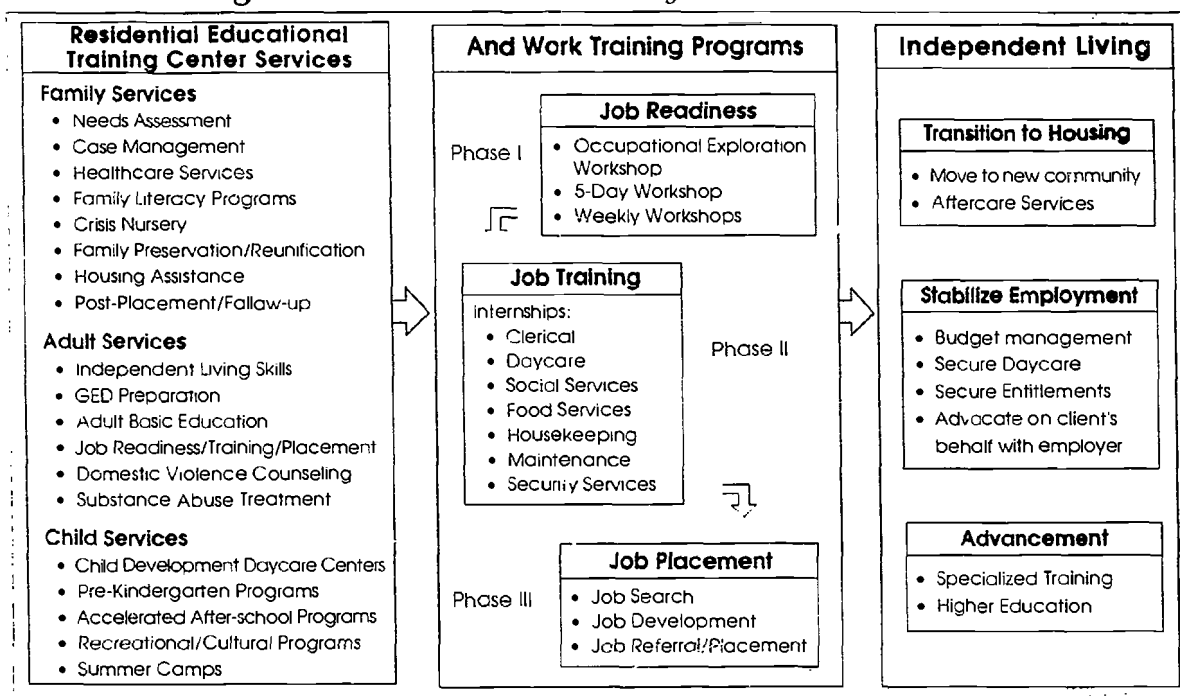 Residential Educational
Training Center Services
Family Services
• Needs Assessment
• Case Management
• Healthcare Services
• Family Literacy Programs
• Crisis Nursery
• Family Preservation/Reunification
• Housing Assistance
• Post-Placement/Fallaw-up
Adult Services
• Independent Living Skills
• GED Preparation
• Adult Basic Education
• Job Readiness/Training/Placement
• Domestic Violence Counseling
• Substance Abuse Treatment
Child Services
• Child Development Daycare Centers
• Pre-Kindergarten Programs
• Accelerated After-school Programs
• Recreational/Cultural Programs
• Summer Camps
And Work Training Programs
Phase I
Job Readiness
• Occupational Exploration
Workshop
• 5-Day Workshop
• Weekly Workshops
Job Training
internships:
• Clerical
• Daycare
• Social Services
• Food Services
• Housekeeping
• Maintenance
• Security Services
Phase II
Phase III
Job Placement
• Job Search
• Job Development
• Job Referral/Placement
Independent Living
Transition to Housing
• Move to new community
• Aftercare Services
Stabilize Employment
• Budget management
• Secure Daycare
• Secure Entitlements
• Advocate on client's
behalf with employer
Advancement
• Specialized Training
• Higher Education